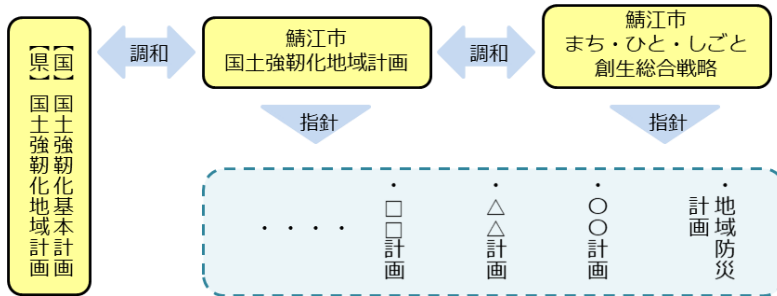 【国】国土強靭化基本計画
【県】国土強靭化地域計画
調和
鯖江市
国土強靭化地域計画
調和
鯖江市
まち・ひと・しごと
創生総合戦略
指針
指針
・地域防災
計画
・〇〇計画
・△△計画
・□□計画
・・・・